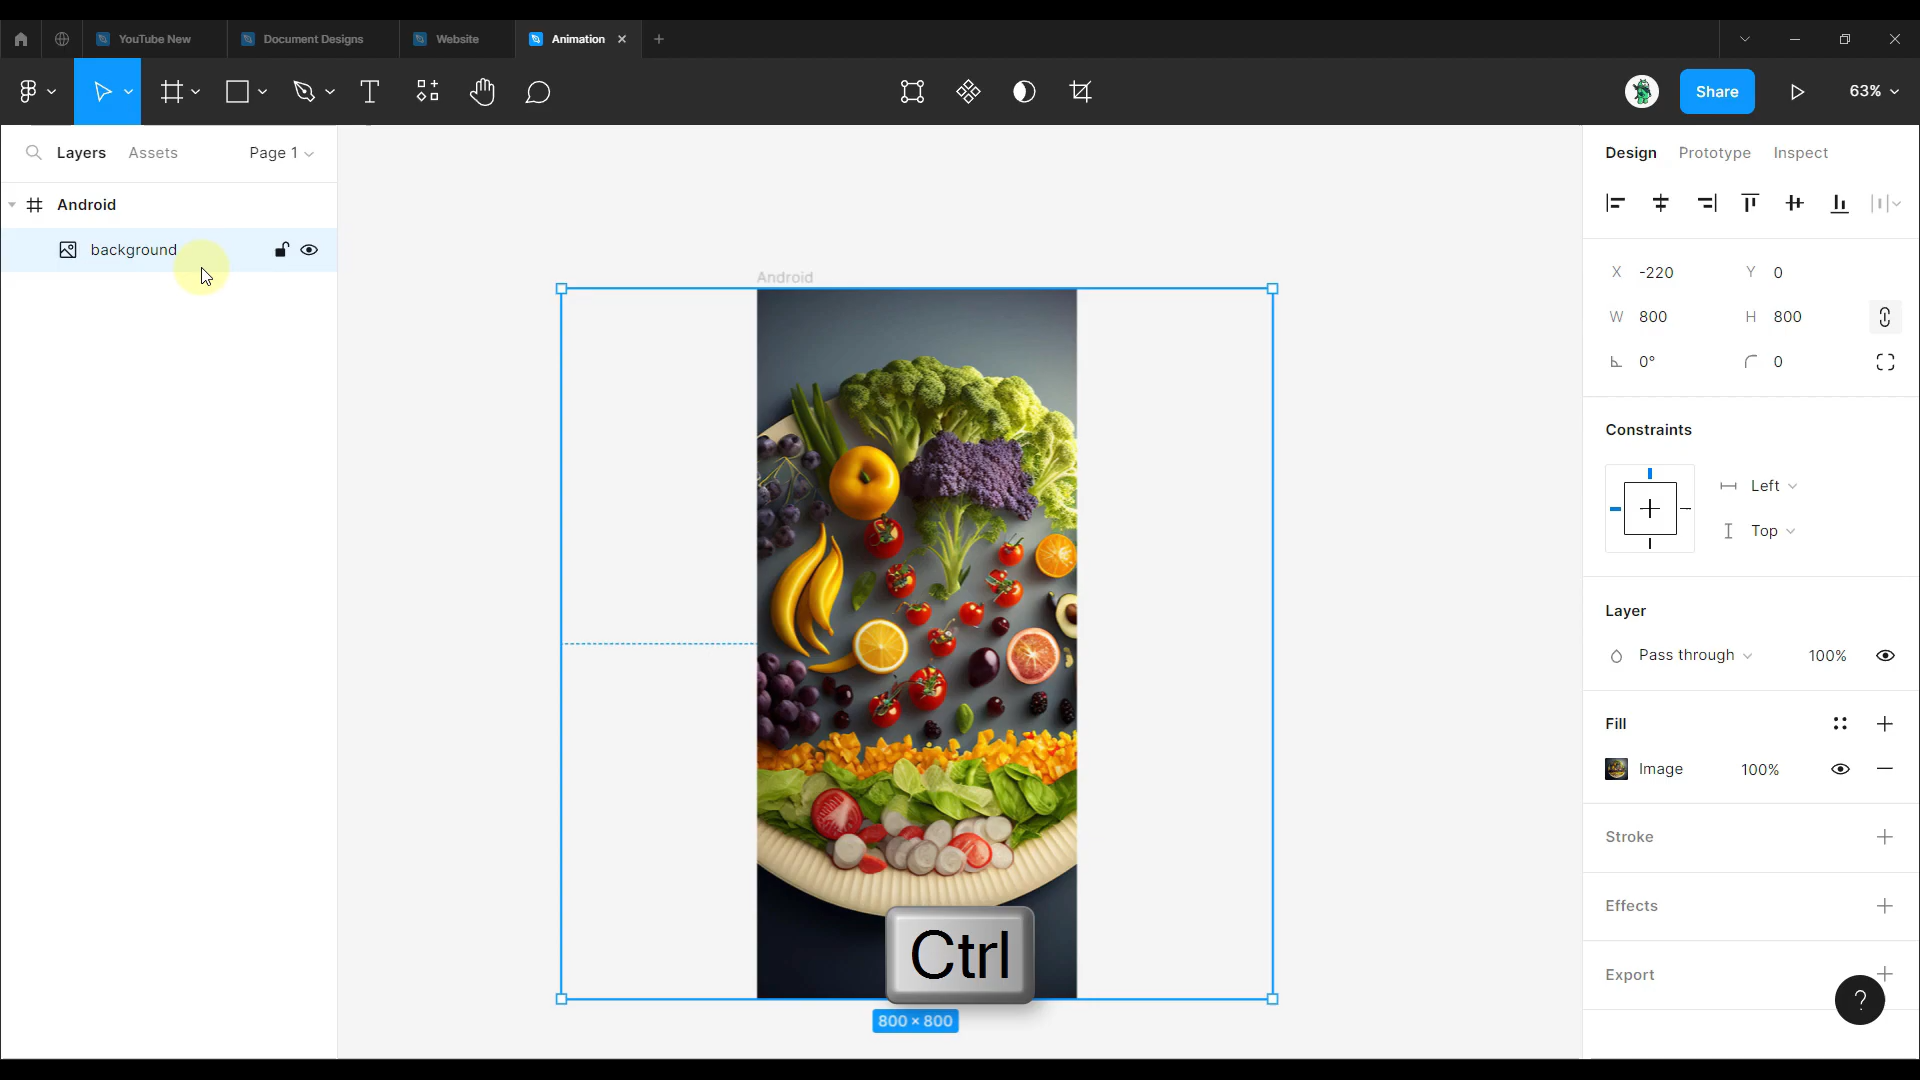 YouTube New
Document Designs
Website
Animation
T
Share
63%
Layers
Assets
Page 1
Design
Prototype
Inspect
Android
background
Android
X -220
Y 0
W 800
H 800
0°
0
Constraints
Left
Top
Layer
Pass through
100%
Fill
Image
100%
Stroke
Effects
Export
Ctrl
800 × 800
?